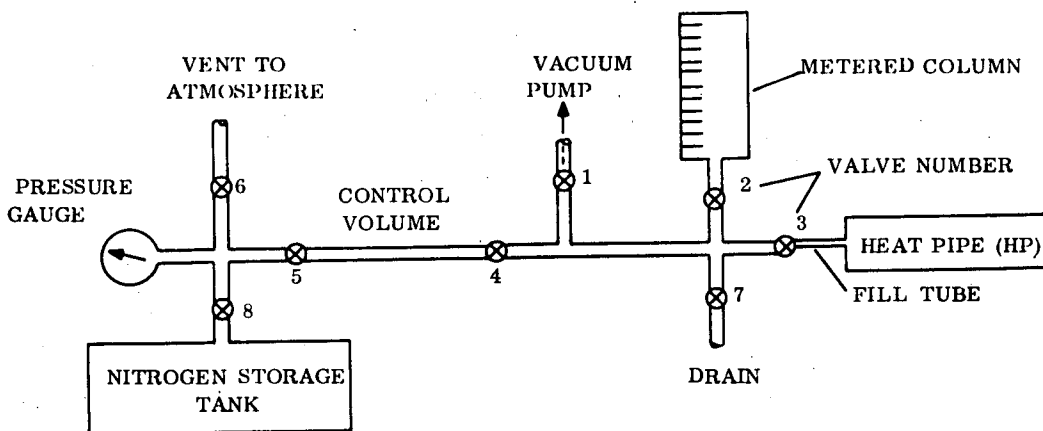 VENT TO
ATMOSPHERE
VACUUM
PUMP
METERED COLUMN
PRESSURE
GAUGE
6
CONTROL
VOLUME
1
2
VALVE NUMBER
3
HEAT PIPE (HP)
5
4
FILL TUBE
8
7
NITROGEN STORAGE
TANK
DRAIN